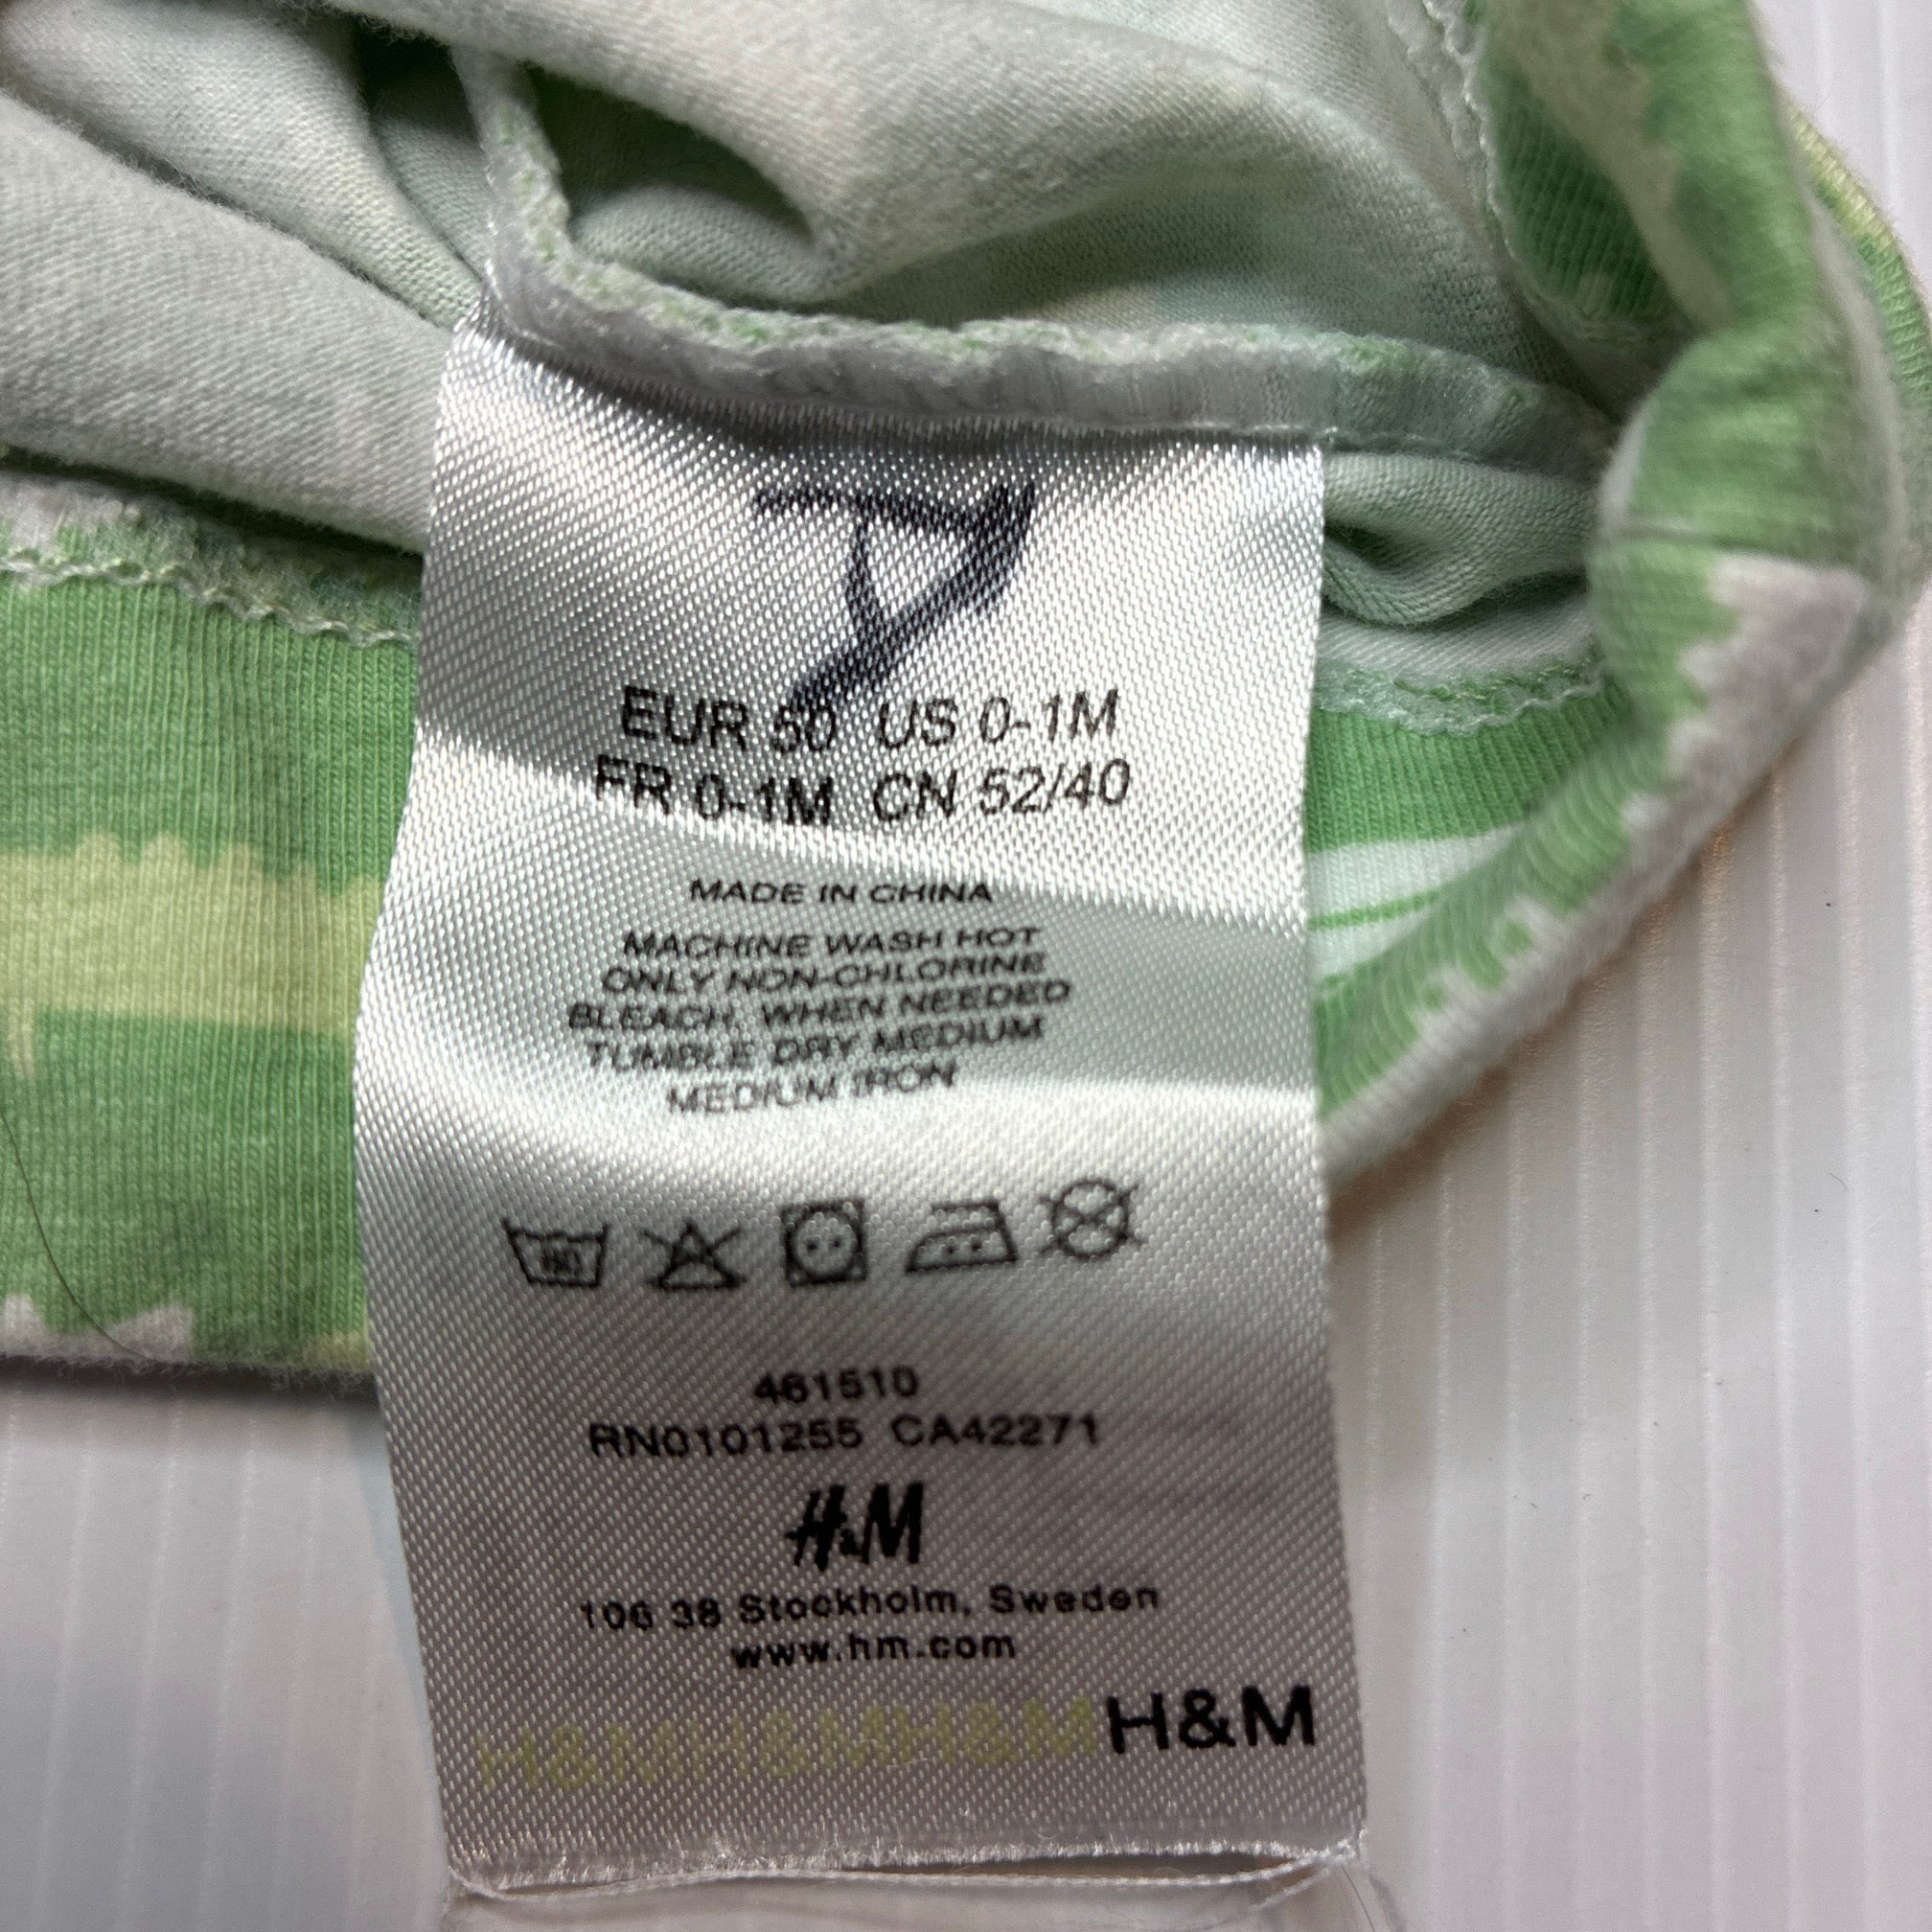 EUR 50 US 0-1M
FR 0-1M CN 52/40
MADE IN CHINA
MACHINE WASH HOT
ONLY NON-CHLORINE
BLEACH, WHEN NEEDED
TUMBLE DRY MEDIUM
MEDIUM IRON
461510
RN0101255 CA42271
H&M
106 38 Stockholm, Sweden
www.hm.com
H&MH&MH&MH&M